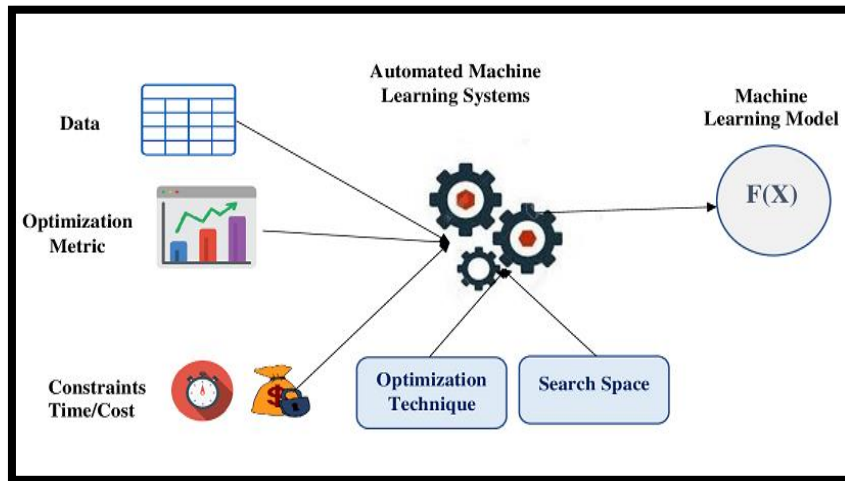 Automated Machine
Learning Systems
Machine
Learning Model
Data
F(X)
Optimization
Metric
Constraints
Time/Cost
$
Optimization
Technique
Search Space